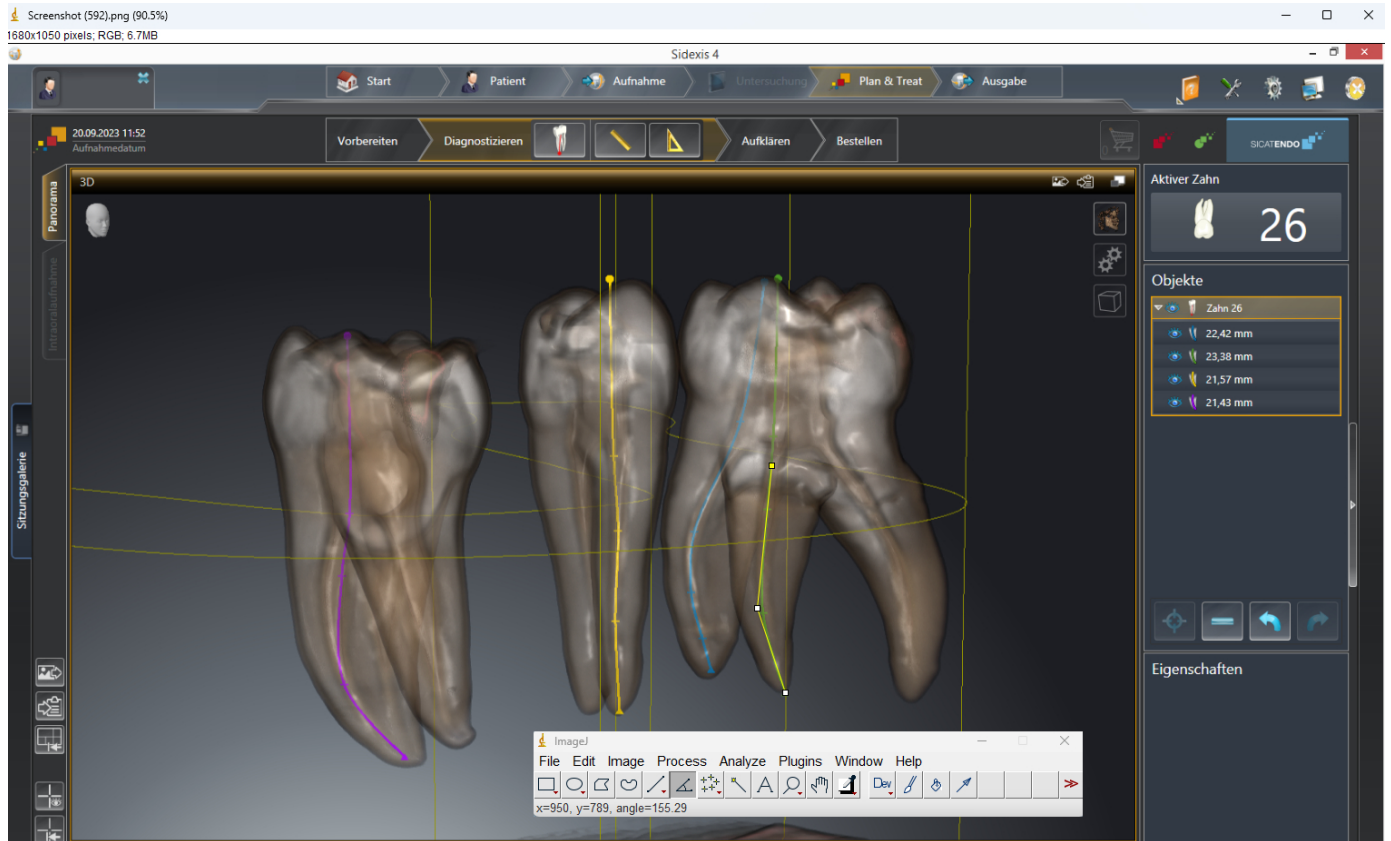 Screenshot (592).png (90.5%)
1680x1050 pixels; RGB; 6.7MB
Sidexis 4
Start
Patient
Aufnahme
Untersuchung
Plan & Treat
Ausgabe
20.09.2023 11:52
Aufnahmedatum
Vorbereiten
Diagnostizieren
Aufklären
Bestellen
0
SICATENDO
Panorama
Intraoralaufnahme
Sitzungsgalerie
3D
Aktiver Zahn
26
Objekte
Zahn 26
22,42 mm
23,38 mm
21,57 mm
21,43 mm
Eigenschaften
ImageJ
File Edit Image Process Analyze Plugins Window Help
A
Dev
x=950, y=789, angle=155.29